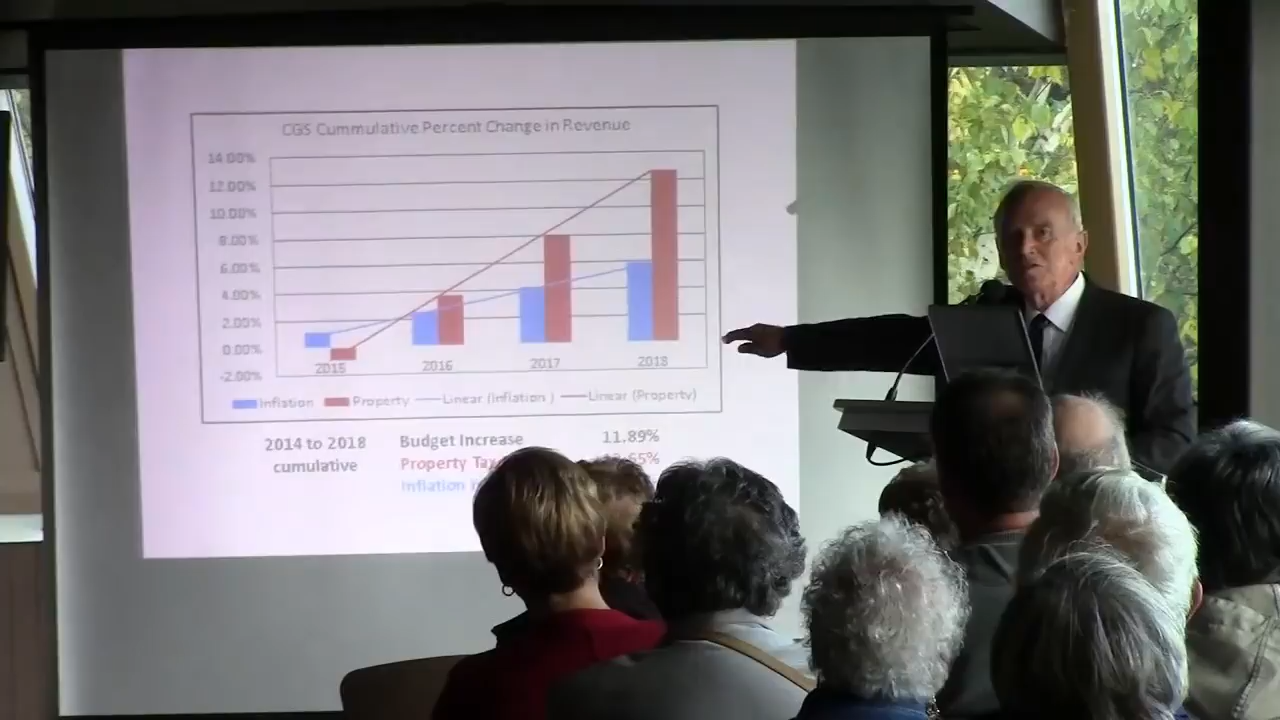 CGS Cummulative Percent Change in Revenue
14.00%
12.00%
10.00%
8.00%
6.00%
4.00%
2.00%
0.00%
-2.00%
2015 2016 2017 2018
Inflation Property Linear (Inflation ) Linear (Property)
2014 to 2018 Budget Increase 11.89%
cumulative Property Tax
Inflation